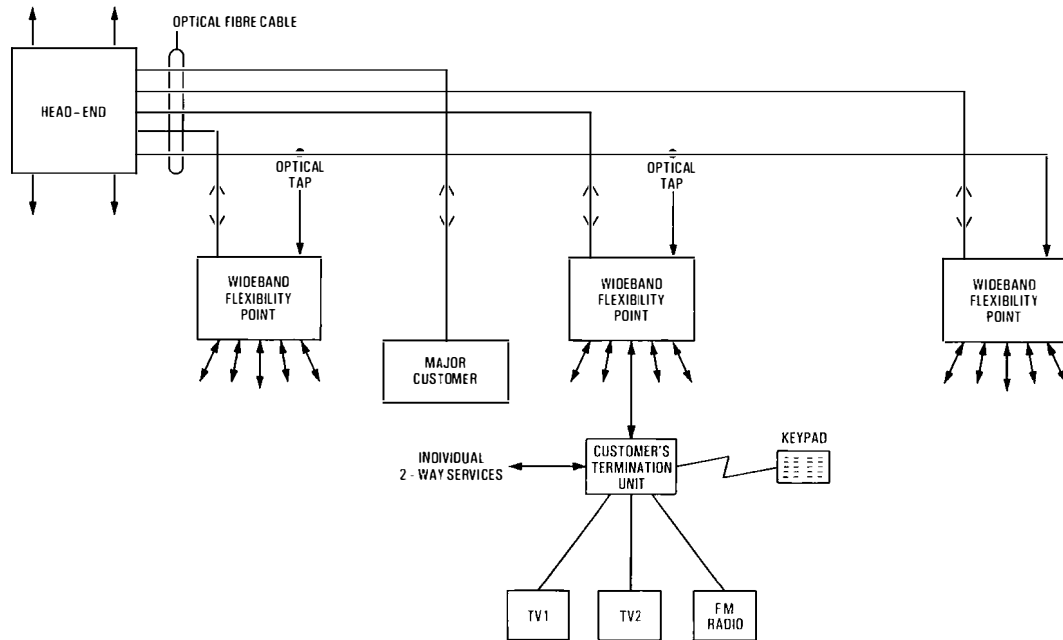 OPTICAL FIBRE CABLE
HEAD-END
OPTICAL
TAP
OPTICAL
TAP
WIDEBAND
FLEXIBILITY
POINT
WIDEBAND
FLEXIBILITY
POINT
WIDEBAND
FLEXIBILITY
POINT
MAJOR
CUSTOMER
INDIVIDUAL
2-WAY SERVICES
CUSTOMER'S
TERMINATION
UNIT
KEYPAD
TV1
TV2
FM
RADIO